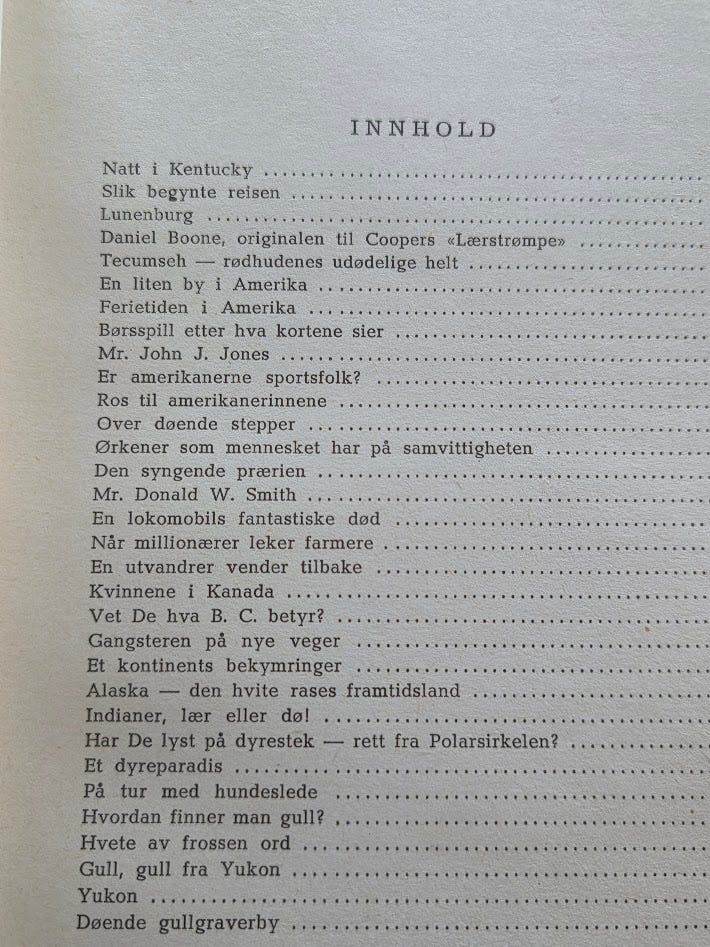 INNHOLD
Natt i Kentucky
Slik begynte reisen
Lunenburg
Daniel Boone, originalen til Coopers «Lærstrømpe»
Tecumseh — rødhudenes udødelige helt
En liten by i Amerika
Ferietiden i Amerika
Børsspill etter hva kortene sier
Mr. John J. Jones
Er amerikanerne sportsfolk?
Ros til amerikanerinnene
Over døende stepper
Ørkener som mennesket har på samvittigheten
Den syngende prærien
Mr. Donald W. Smith
En lokomobils fantastiske død
Når millionærer leker farmere
En utvandrer vender tilbake
Kvinnene i Kanada
Vet De hva B. C. betyr?
Gangsteren på nye veger
Et kontinents bekymringer
Alaska — den hvite rases framtidsland
Indianer, lær eller dø!
Har De lyst på dyrestek — rett fra Polarsirkelen?
Et dyreparadis
På tur med hundeslede
Hvordan finner man gull?
Hvete av frossen ord
Gull, gull fra Yukon
Yukon
Døende gullgraverby